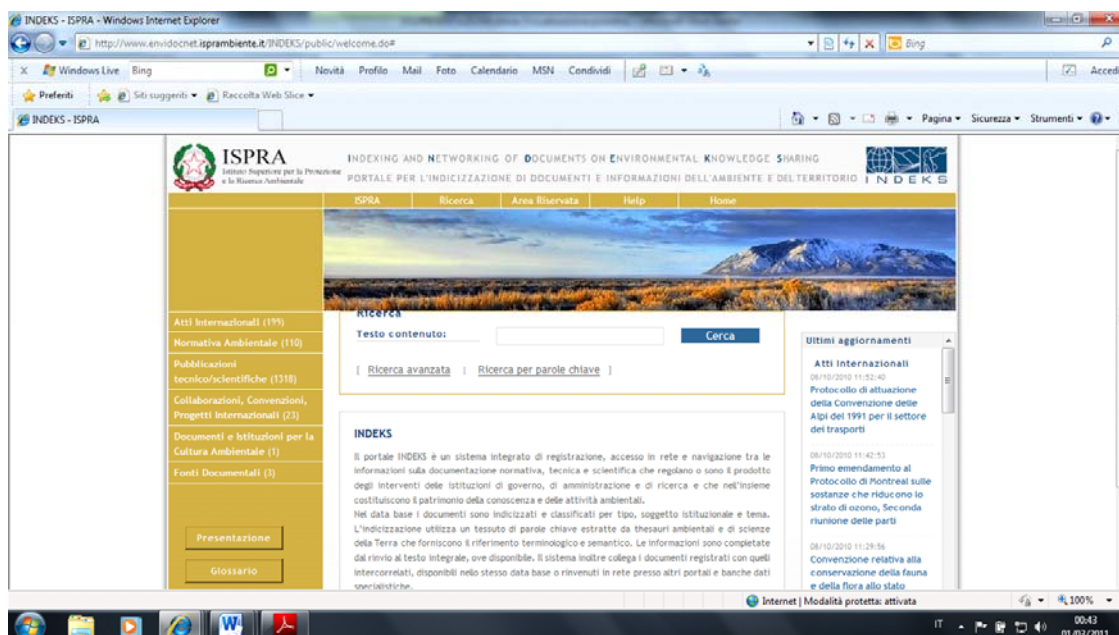 INDEKS - ISPRA - Windows Internet Explorer
http://www.envidocnet.isprambiente.it/INDEKS/public/welcome.do#
Bing
x Windows Live Bing Novità Profilo Mail Foto Calendario MSN Condividi Accedi
Preferiti Siti suggeriti Raccolta Web Slice
INDEKS - ISPRA Pagina Sicurezza Strumenti
ISPRA
Istituto Superiore per la Protezione
e la Ricerca Ambientale
INDEXING AND NETWORKING OF DOCUMENTS ON ENVIRONMENTAL KNOWLEDGE SHARING
PORTALE PER L'INDICIZZAZIONE DI DOCUMENTI E INFORMAZIONI DELL'AMBIENTE E DEL TERRITORIO
INDEKS
ISPRA Ricerca Area Riservata Help Home
Atti Internazionali (199)
Normativa Ambientale (110)
Pubblicazioni
tecnico/scientifiche (1318)
Collaborazioni, Convenzioni,
Progetti Internazionali (23)
Documenti e Istituzioni per la
Cultura Ambientale (1)
Fonti Documentali (3)
Presentazione
Glossario
Ricerca
Testo contenuto: Cerca
[ Ricerca avanzata | Ricerca per parole chiave ]
INDEKS
Il portale INDEKS è un sistema integrato di registrazione, accesso in rete e navigazione tra le
informazioni sulla documentazione normativa, tecnica e scientifica che regolano o sono il prodotto
degli interventi delle istituzioni di governo, di amministrazione e di ricerca e che nell'insieme
costituiscono il patrimonio della conoscenza e delle attività ambientali.
Nel data base i documenti sono indicizzati e classificati per tipo, soggetto istituzionale e tema.
L'indicizzazione utilizza un tessuto di parole chiave estratte da thesauri ambientali e di scienze
della Terra che forniscono il riferimento terminologico e semantico. Le informazioni sono completate
dal rinvio al testo integrale, ove disponibile. Il sistema inoltre collega i documenti registrati con quelli
intercorrelati, disponibili nello stesso data base o rinvenuti in rete presso altri portali e banche dati
specialistiche.
Ultimi aggiornamenti
Atti Internazionali
08/10/2010 11:52:40
Protocollo di attuazione
della Convenzione delle
Alpi del 1991 per il settore
dei trasporti
08/10/2010 11:42:53
Primo emendamento al
Protocollo di Montreal sulle
sostanze che riducono lo
strato di ozono, Seconda
riunione delle parti
08/10/2010 11:29:56
Convenzione relativa alla
conservazione della fauna
e della flora allo stato
Internet | Modalità protetta: attivata 100%
IT 00:43
01/03/2011